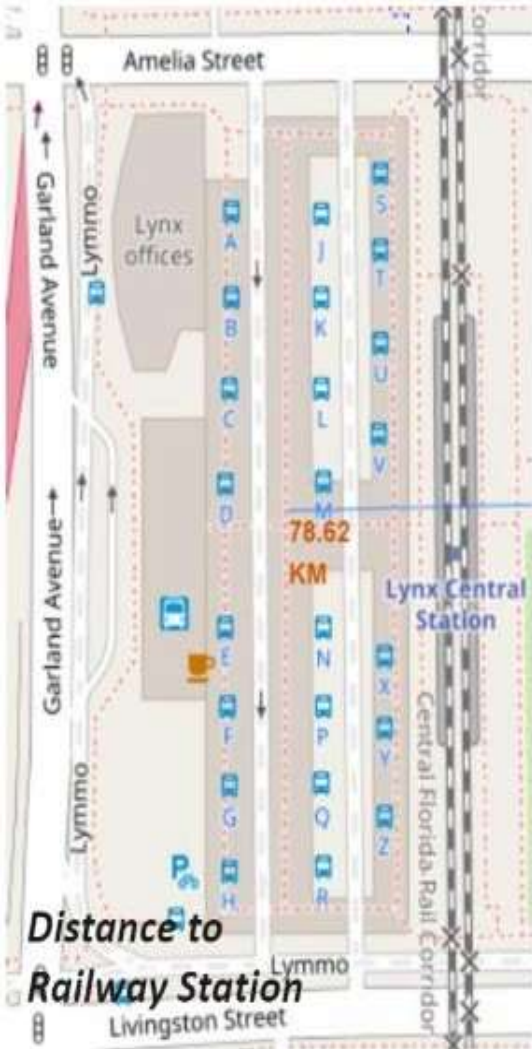 Corridor
Amelia Street
Garland Avenue
Lymmo
Lynx
offices
A
B
C
D
E
F
G
H
J
K
L
M
N
P
Q
R
S
T
U
V
X
Y
Z
78.62
KM
Lynx Central
Station
Garland Avenue
Central Florida Rail Corridor
Lymmo
P
Distance to
Railway Station
Lymmo
Livingston Street